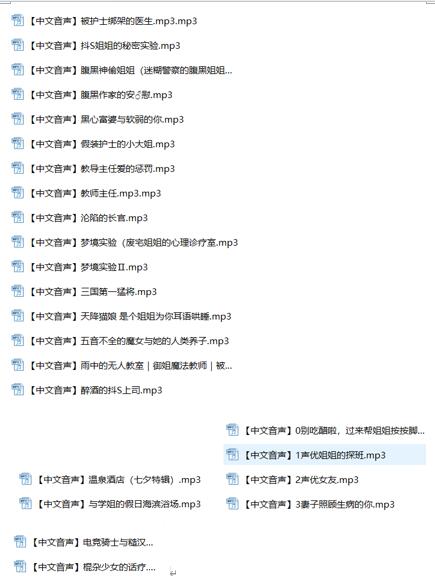 【中文音声】被护士绑架的医生.mp3.mp3
【中文音声】抖S姐姐的秘密实验.mp3
【中文音声】腹黑神偷姐姐（迷糊警察的腹黑姐姐...
【中文音声】腹黑作家的安♂慰.mp3
【中文音声】黑心富婆与软弱的你.mp3
【中文音声】假装护士的小大姐.mp3
【中文音声】教导主任爱的惩罚.mp3
【中文音声】教师主任.mp3.mp3
【中文音声】沦陷的长官.mp3
【中文音声】梦境实验（废宅姐姐的心理诊疗室.mp3
【中文音声】梦境实验Ⅱ.mp3
【中文音声】三国第一猛将.mp3
【中文音声】天降猫娘 是个姐姐为你耳语哄睡.mp3
【中文音声】五音不全的魔女与她的人类养子.mp3
【中文音声】雨中的无人教室｜御姐魔法教师｜被...
【中文音声】醉酒的抖S上司.mp3
【中文音声】0别吃醋啦，过来帮姐姐按按脚...
【中文音声】1声优姐姐的探班.mp3
【中文音声】温泉酒店（七夕特辑）.mp3
【中文音声】2声优女友.mp3
【中文音声】与学姐的假日海滨浴场.mp3
【中文音声】3妻子照顾生病的你.mp3
【中文音声】电竞骑士与糙汉...
【中文音声】棍杂少女的话疗....